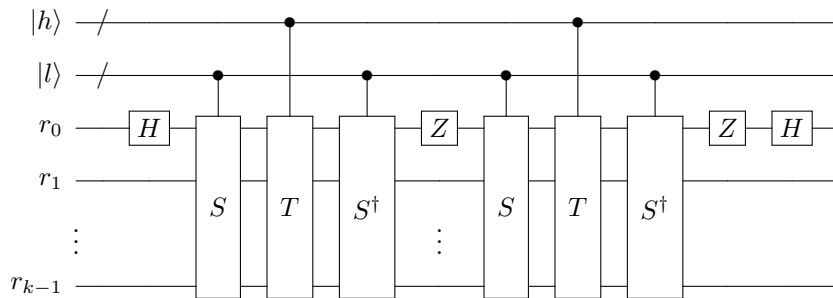 |h⟩
|l⟩
r₀ H Z Z H
r₁
S T S† S T S†
⋮ ⋮ ⋮
rₖ₋₁